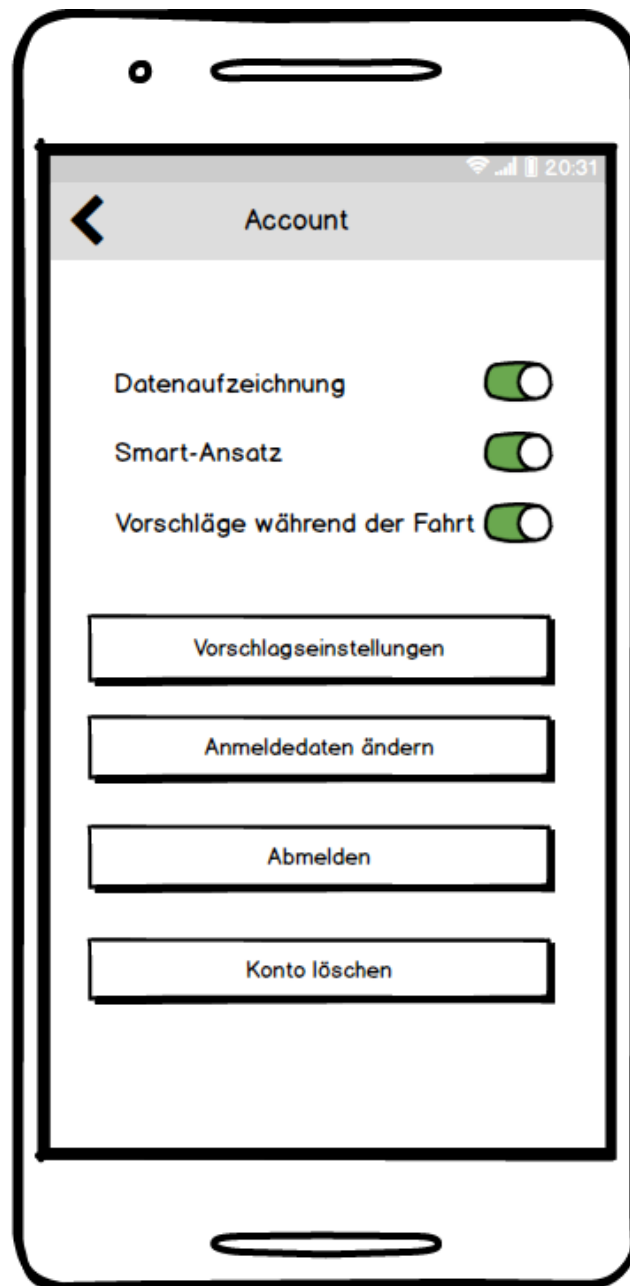 20:31
Account
Datenaufzeichnung
Smart-Ansatz
Vorschläge während der Fahrt
Vorschlagseinstellungen
Anmeldedaten ändern
Abmelden
Konto löschen